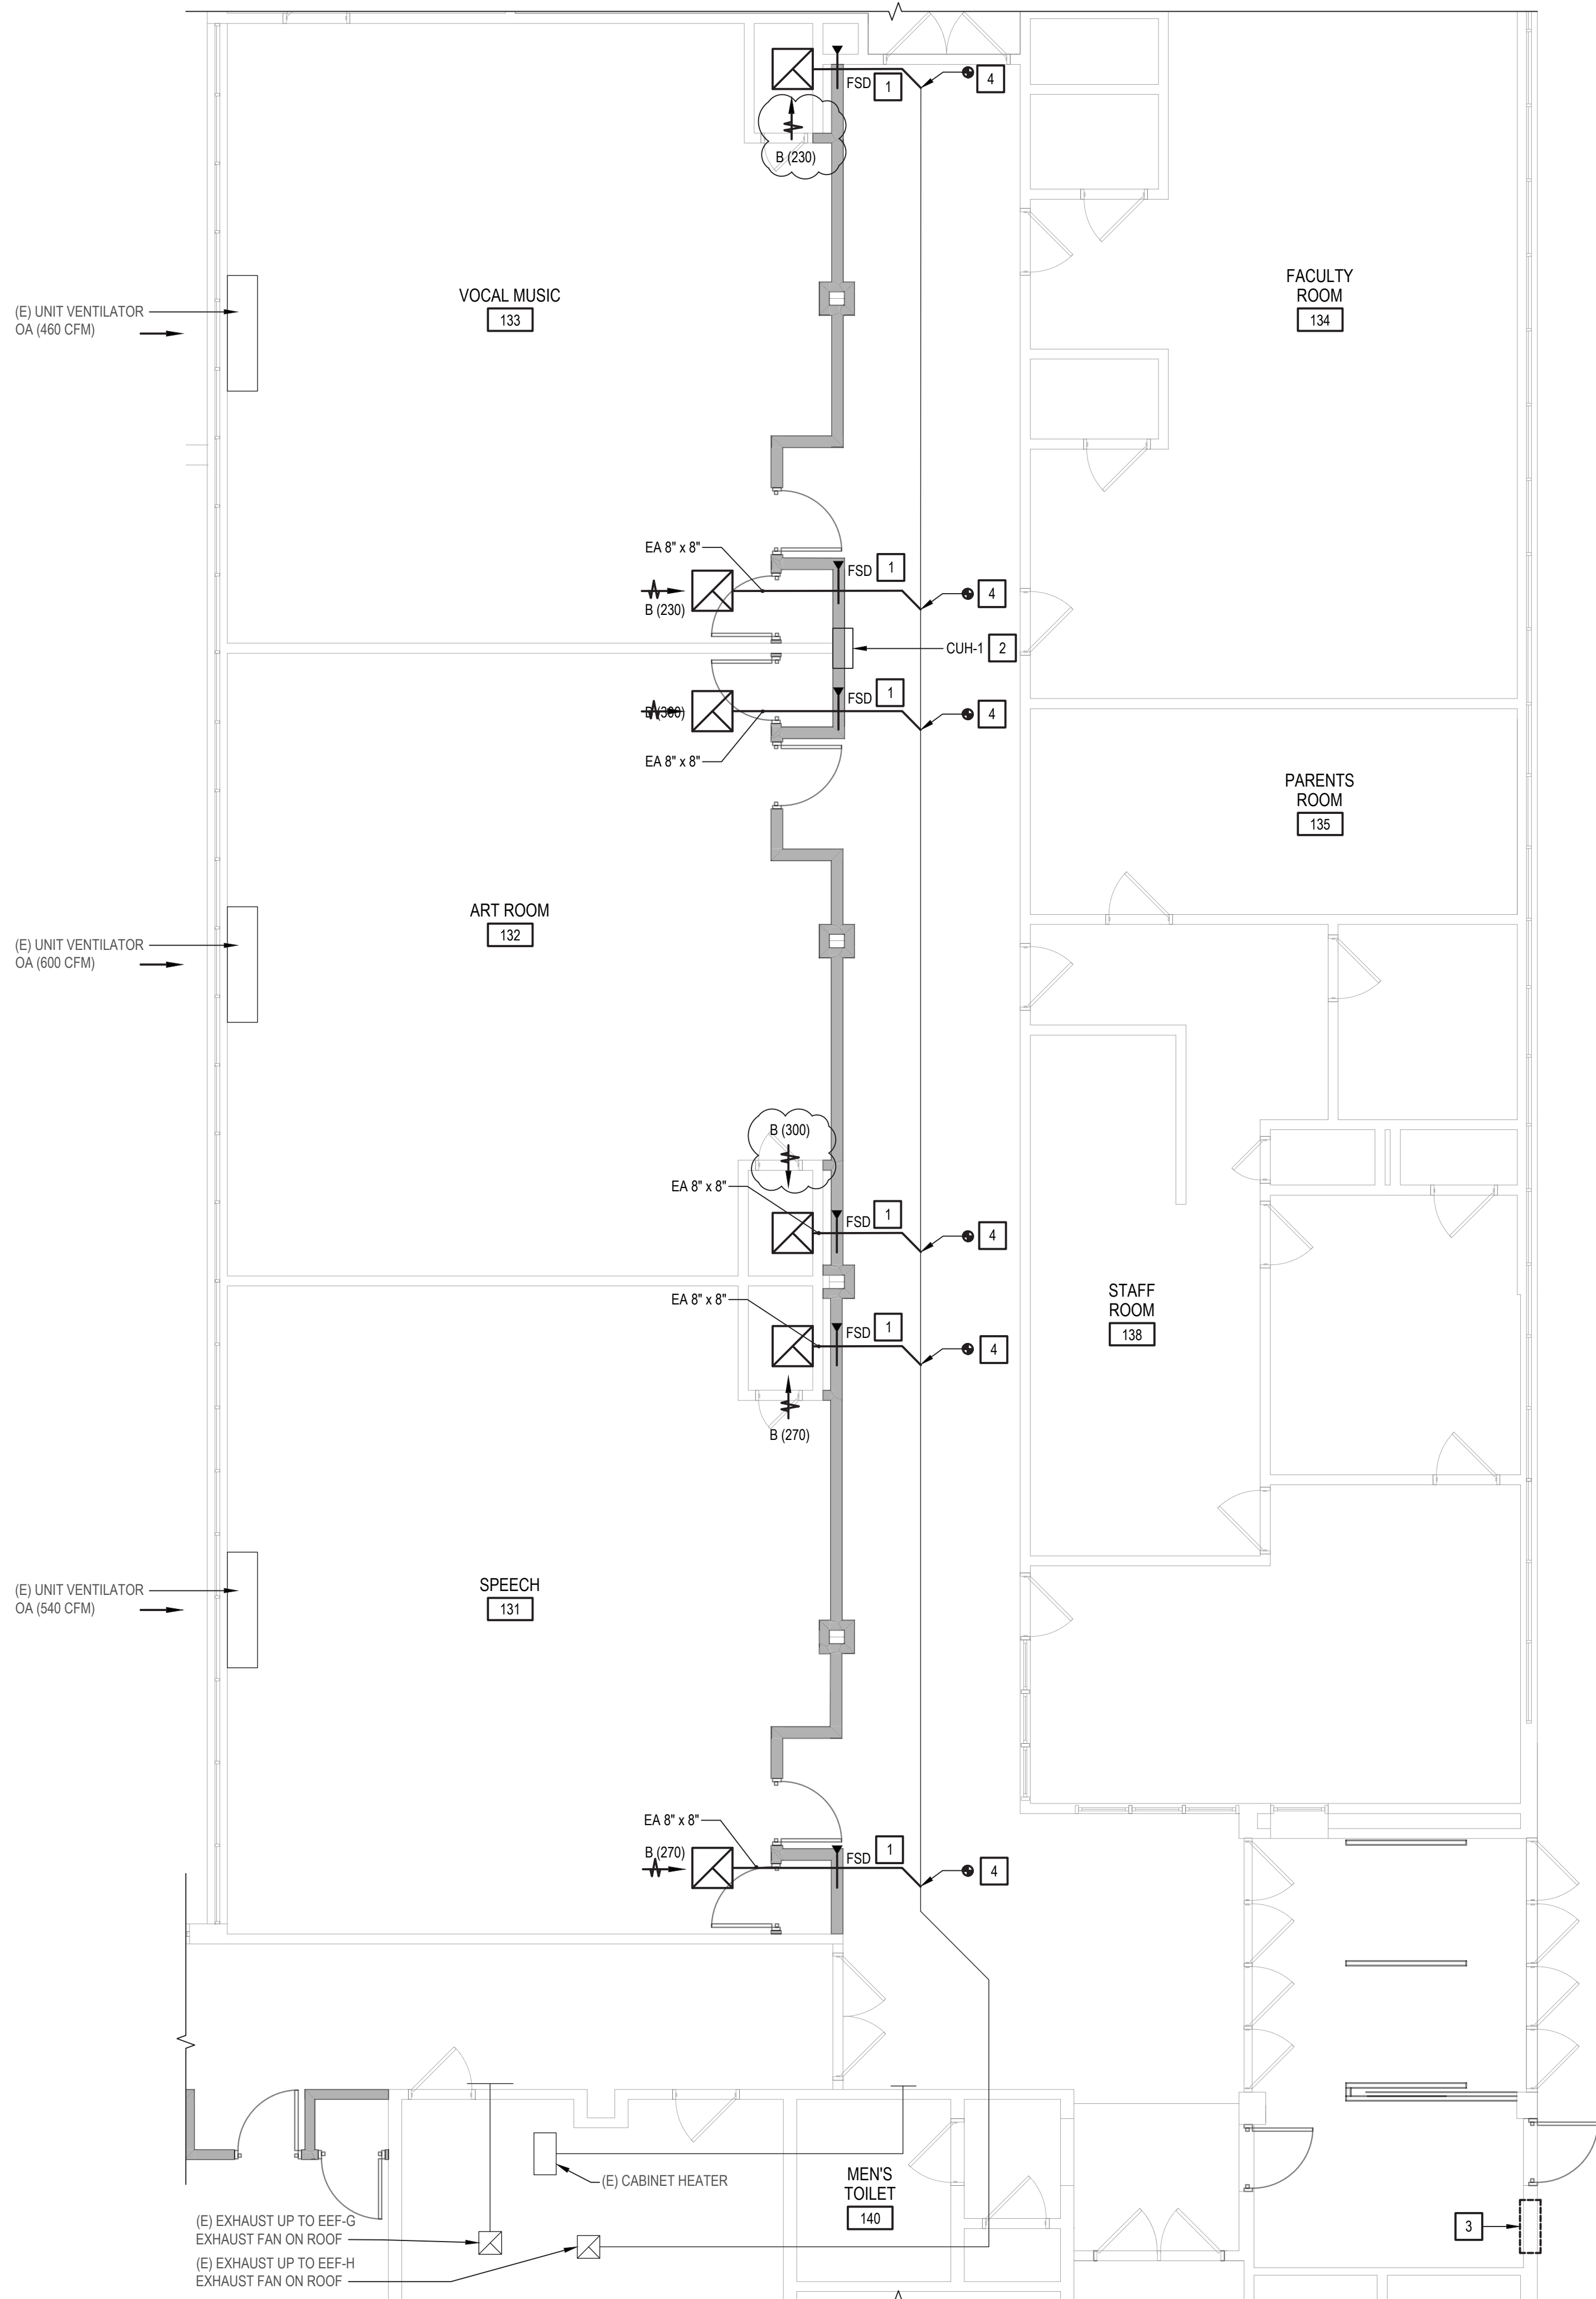 FSD
1
4
B (230)
(E) UNIT VENTILATOR
OA (460 CFM)
VOCAL MUSIC
133
FACULTY
ROOM
134
EA 8" x 8"
FSD
1
B (230)
4
CUH-1
2
FSD
1
B (300)
4
EA 8" x 8"
PARENTS
ROOM
135
ART ROOM
132
(E) UNIT VENTILATOR
OA (600 CFM)
B (300)
EA 8" x 8"
FSD
1
4
STAFF
ROOM
138
EA 8" x 8"
FSD
1
4
B (270)
(E) UNIT VENTILATOR
OA (540 CFM)
SPEECH
131
EA 8" x 8"
B (270)
FSD
1
4
(E) CABINET HEATER
MEN'S
TOILET
140
(E) EXHAUST UP TO EEF-G
EXHAUST FAN ON ROOF
(E) EXHAUST UP TO EEF-H
EXHAUST FAN ON ROOF
3